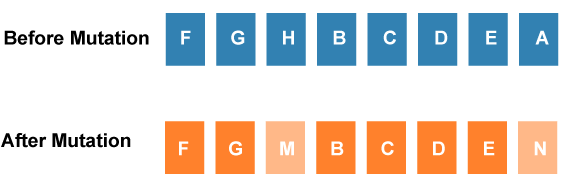 Before Mutation F G H B C D E A
After Mutation F G M B C D E N